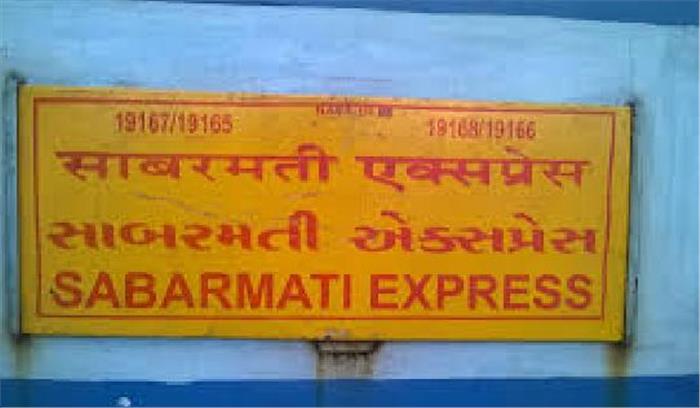 19167/19165 19168/19166
साबरमती एक्सप्रेस
સાબરમતી એક્સપ્રેસ
SABARMATI EXPRESS